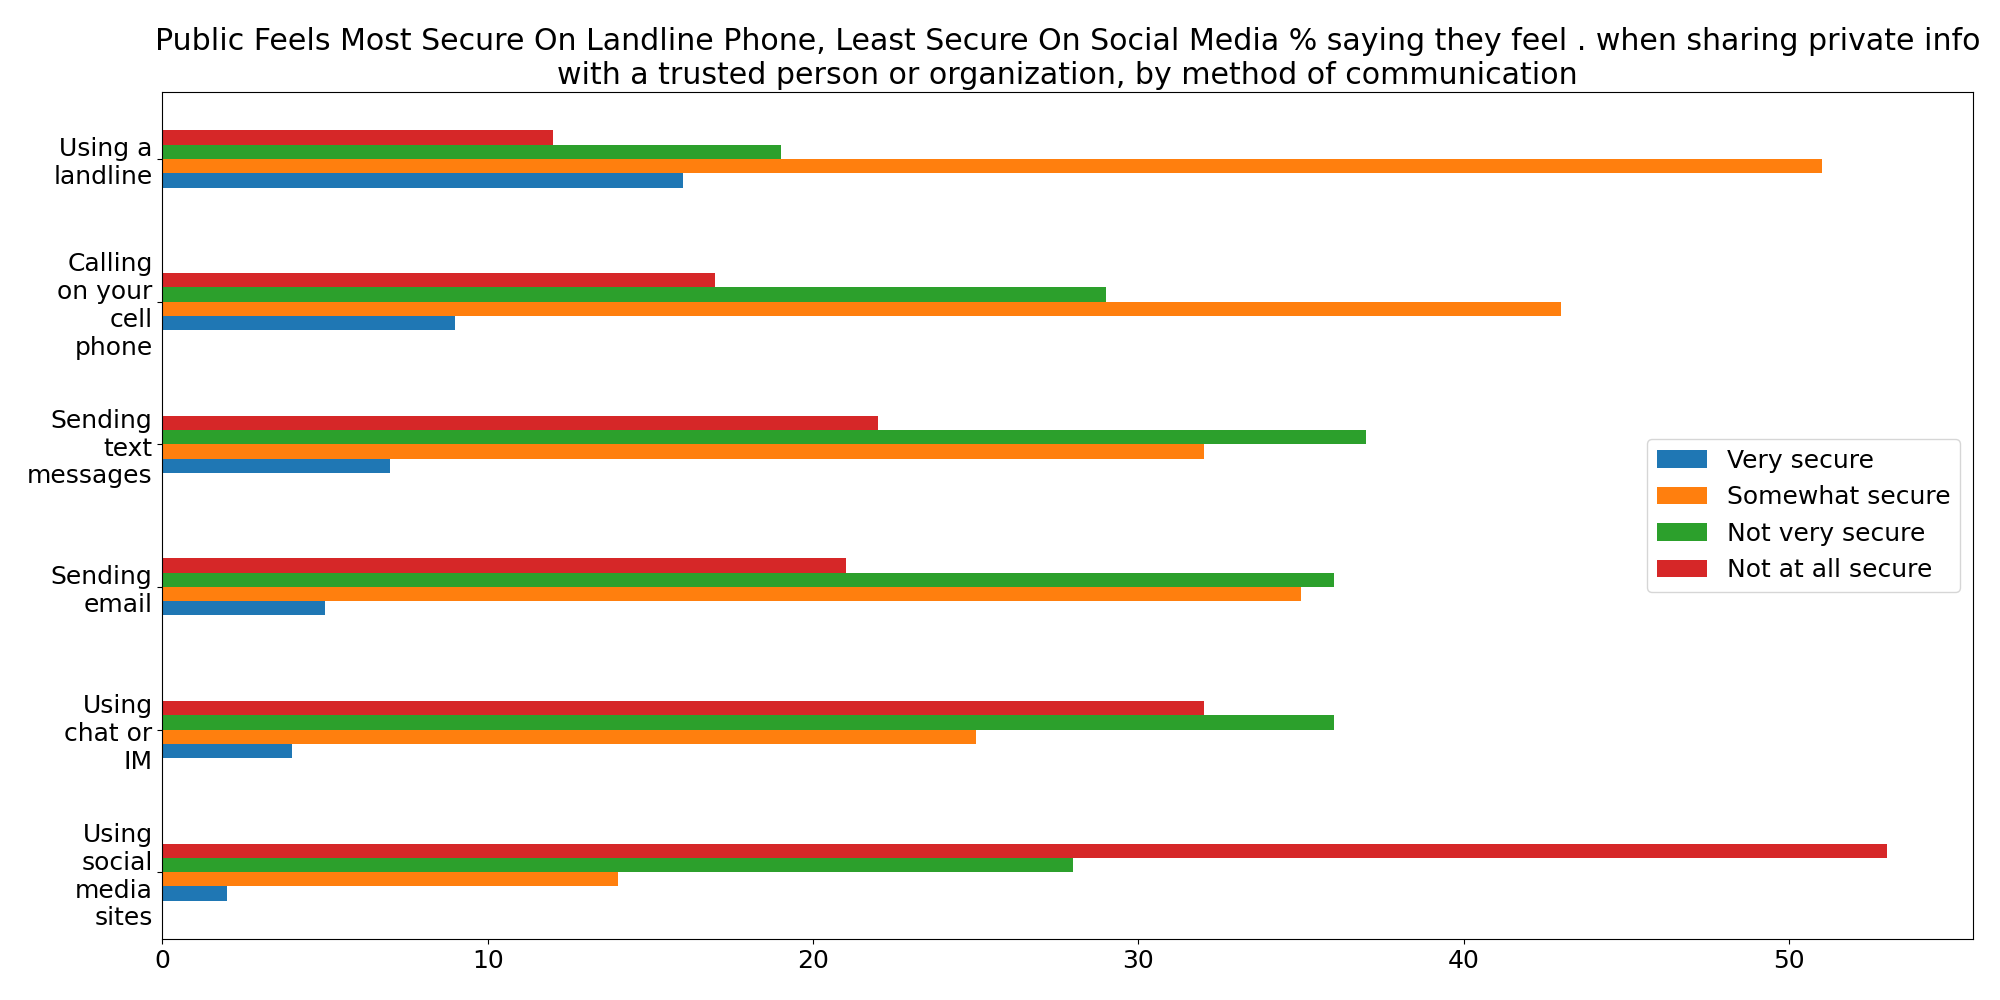 Public Feels Most Secure On Landline Phone, Least Secure On Social Media % saying they feel . when sharing private info
with a trusted person or organization, by method of communication
Using a
landline
Calling
on your
cell
phone
Sending
text
messages
Sending
email
Using
chat or
IM
Using
social
media
sites
Very secure
Somewhat secure
Not very secure
Not at all secure
0 10 20 30 40 50